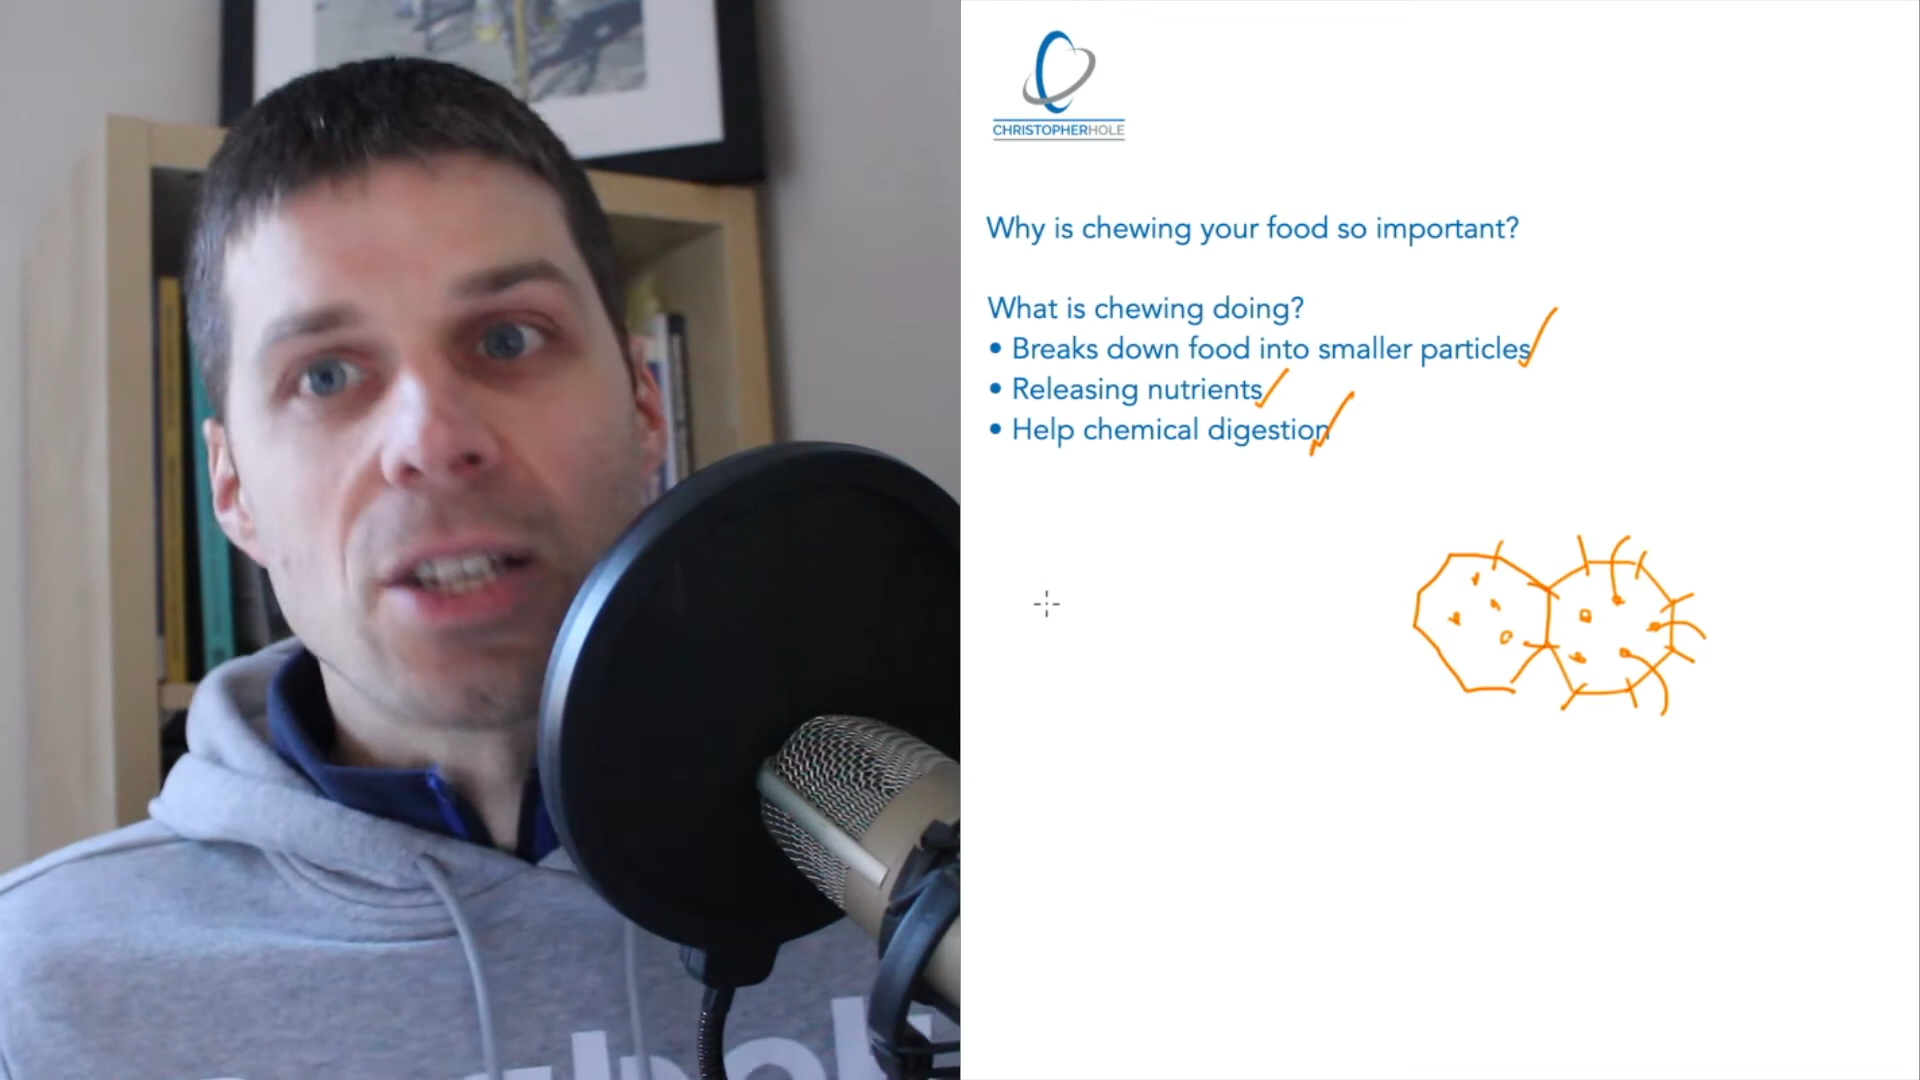 CHRISTOPHERHOLE
Why is chewing your food so important?
What is chewing doing?
• Breaks down food into smaller particles
• Releasing nutrients
• Help chemical digestion